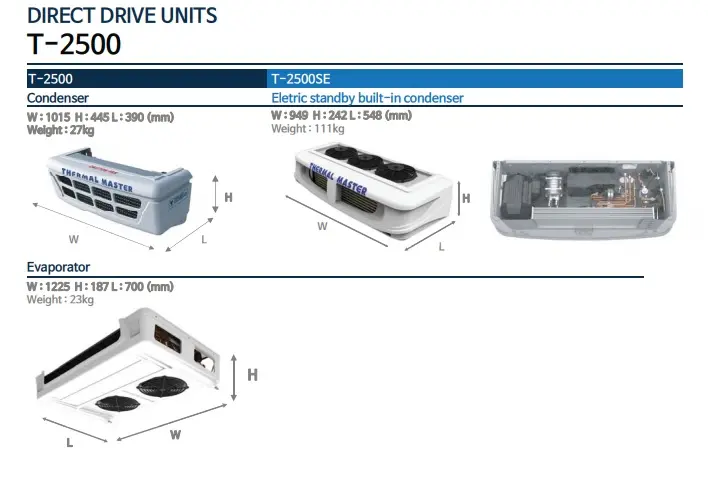 DIRECT DRIVE UNITS
T-2500
T-2500
T-2500SE
Condenser
Eletric standby built-in condenser
W : 1015 H : 445 L : 390 (mm)
Weight : 27kg
W : 949 H : 242 L : 548 (mm)
Weight : 111kg
THERMAL MASTER
H
W
L
THERMAL MASTER
H
W
L
Evaporator
W : 1225 H : 187 L : 700 (mm)
Weight : 23kg
H
W
L